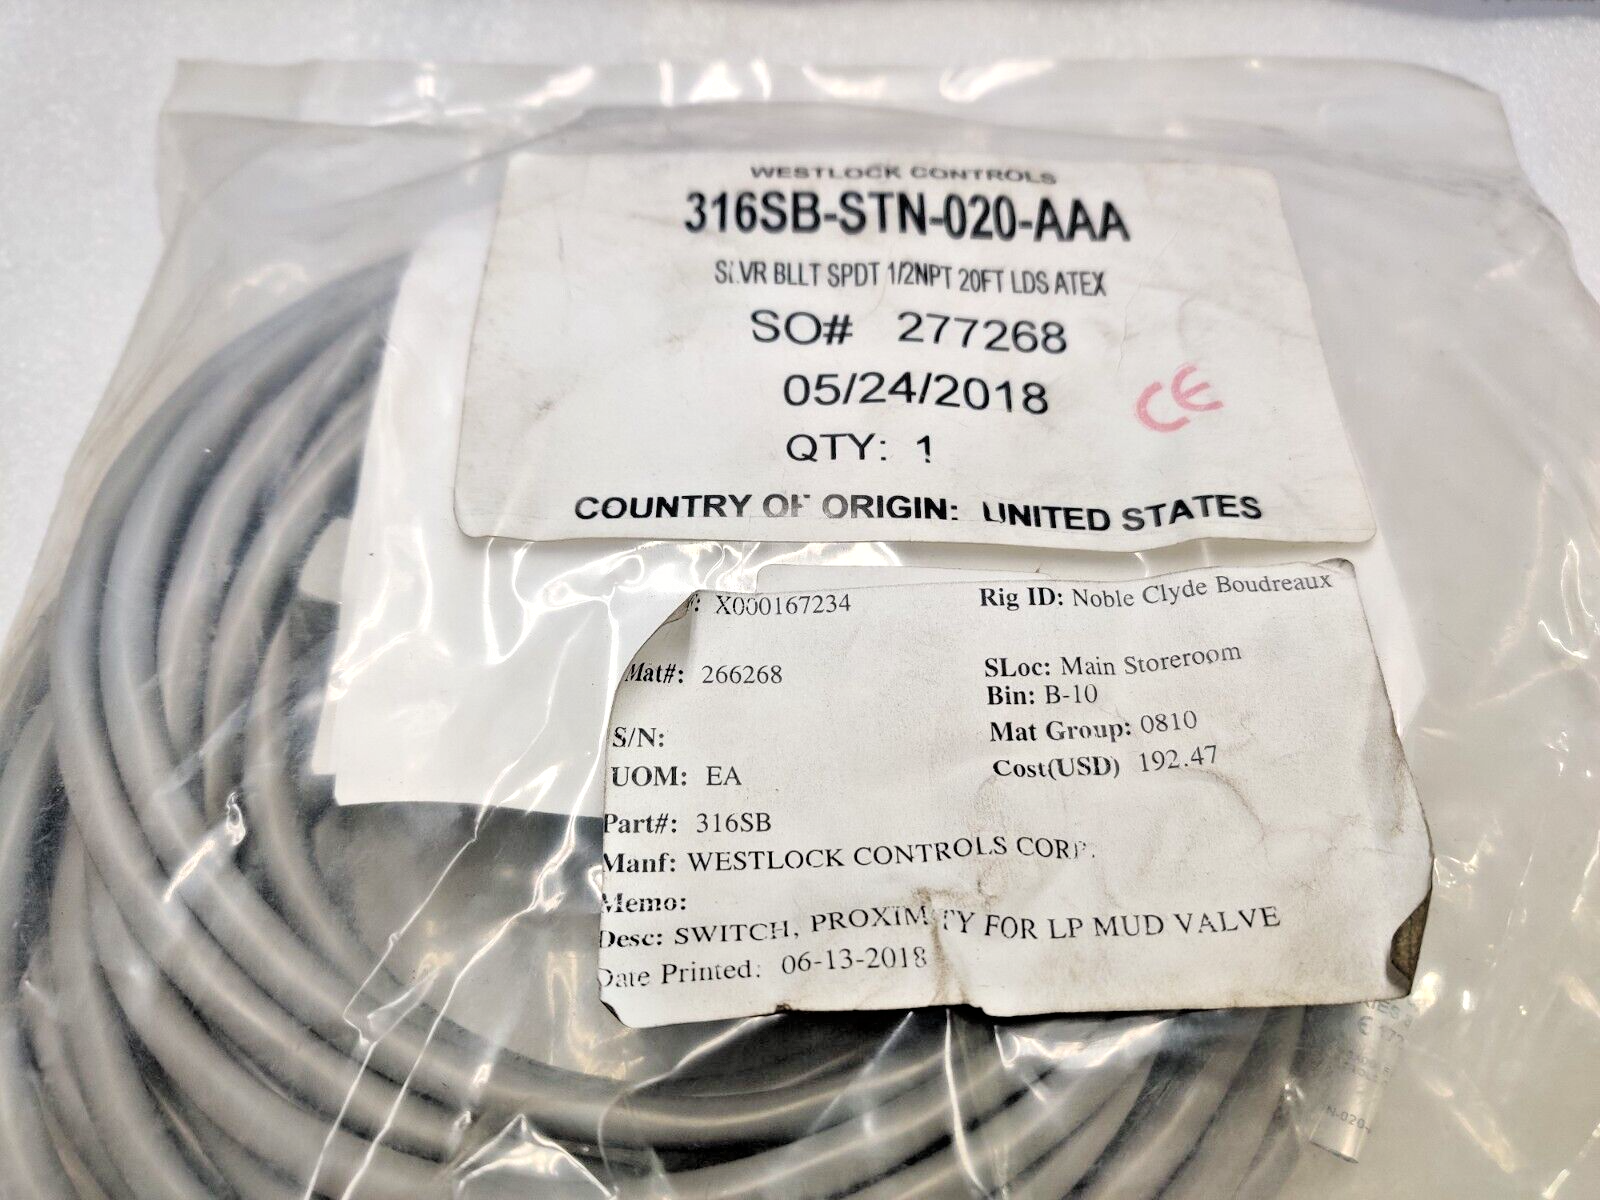 WESTLOCK CONTROLS
316SB-STN-020-AAA
SLVR BLLT SPDT 1/2NPT 20FT LDS ATEX
SO# 277268
05/24/2018
CE
QTY: 1
COUNTRY OF ORIGIN: UNITED STATES
X000167234
Rig ID: Noble Clyde Boudreaux
Mat#: 266268
SLoc: Main Storeroom
Bin: B-10
S/N:
Mat Group: 0810
UOM: EA
Cost(USD) 192.47
Part#: 316SB
Manf: WESTLOCK CONTROLS CORP.
Memo:
Desc: SWITCH, PROXIMITY FOR LP MUD VALVE
Date Printed: 06-13-2018
N-020-